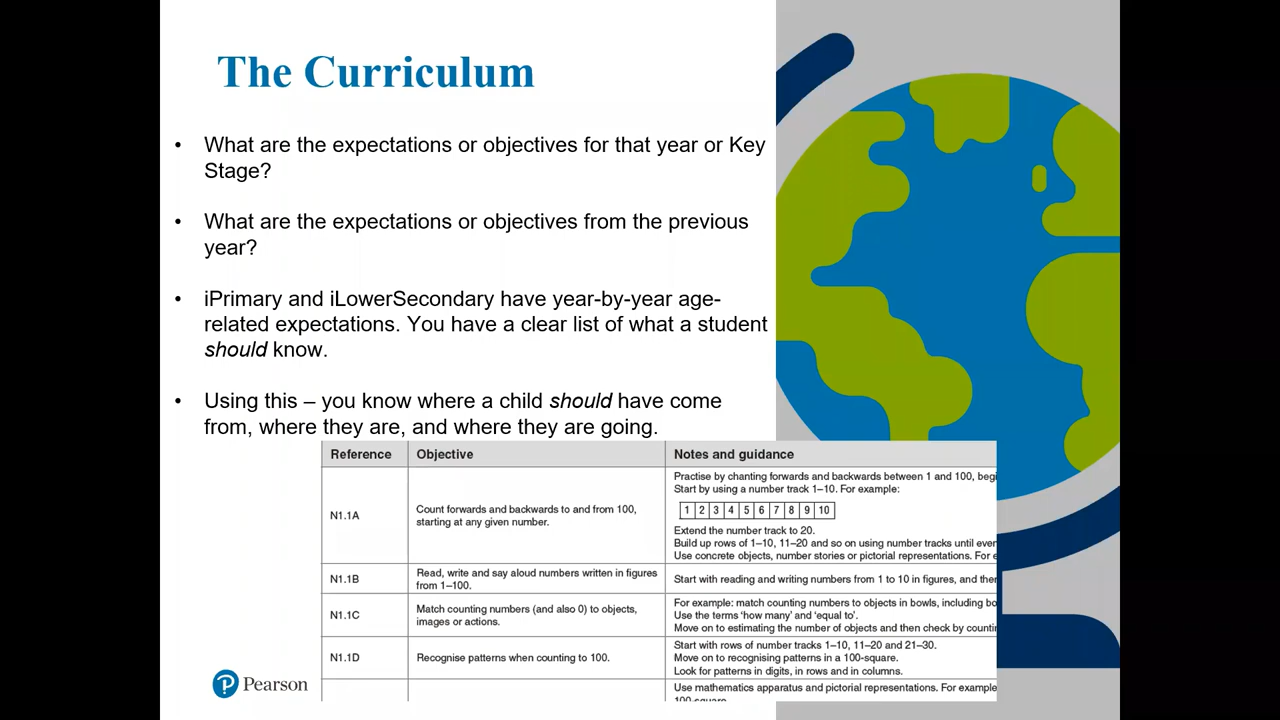 The Curriculum
• What are the expectations or objectives for that year or Key
Stage?
• What are the expectations or objectives from the previous
year?
• iPrimary and iLowerSecondary have year-by-year age-
related expectations. You have a clear list of what a student
should know.
• Using this – you know where a child should have come
from, where they are, and where they are going.
Reference Objective Notes and guidance
N1.1A
Count forwards and backwards to and from 100,
starting at any given number.
Practise by chanting forwards and backwards between 1 and 100,
Start by using a number track 1–10. For example:
1 2 3 4 5 6 7 8 9 10
Extend the number track to 20.
Build up rows of 1–10, 11–20 and so on using number tracks until
Use concrete objects, number stories or pictorial representations. For
N1.1B
Read, write and say aloud numbers written in figures
from 1–100.
Start with reading and writing numbers from 1 to 10 in figures, and
N1.1C
Match counting numbers (and also 0) to objects,
images or actions.
For example: match counting numbers to objects in bowls, including
Use the terms ‘how many’ and ‘equal to’.
Move on to estimating the number of objects and then check by
N1.1D
Recognise patterns when counting to 100.
Start with rows of number tracks 1–10, 11–20 and 21–30.
Move on to recognising patterns in a 100-square.
Look for patterns in digits, in rows and in columns.
Use mathematics apparatus and pictorial representations. For example
100-square
Pearson